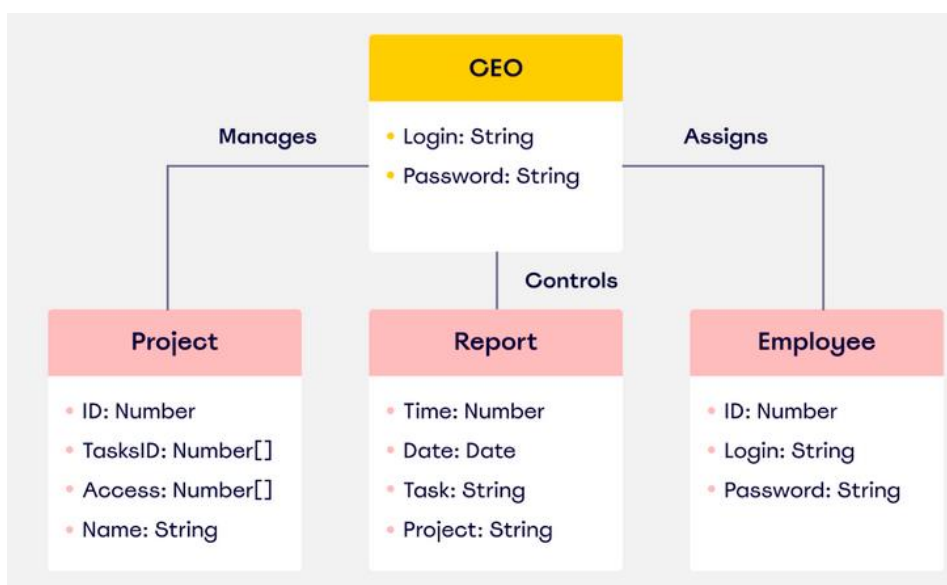 CEO
Manages
• Login: String
Assigns
• Password: String
Controls
Project
Report
Employee
• ID: Number
• TasksID: Number[]
• Access: Number[]
• Name: String
• Time: Number
• Date: Date
• Task: String
• Project: String
• ID: Number
• Login: String
• Password: String